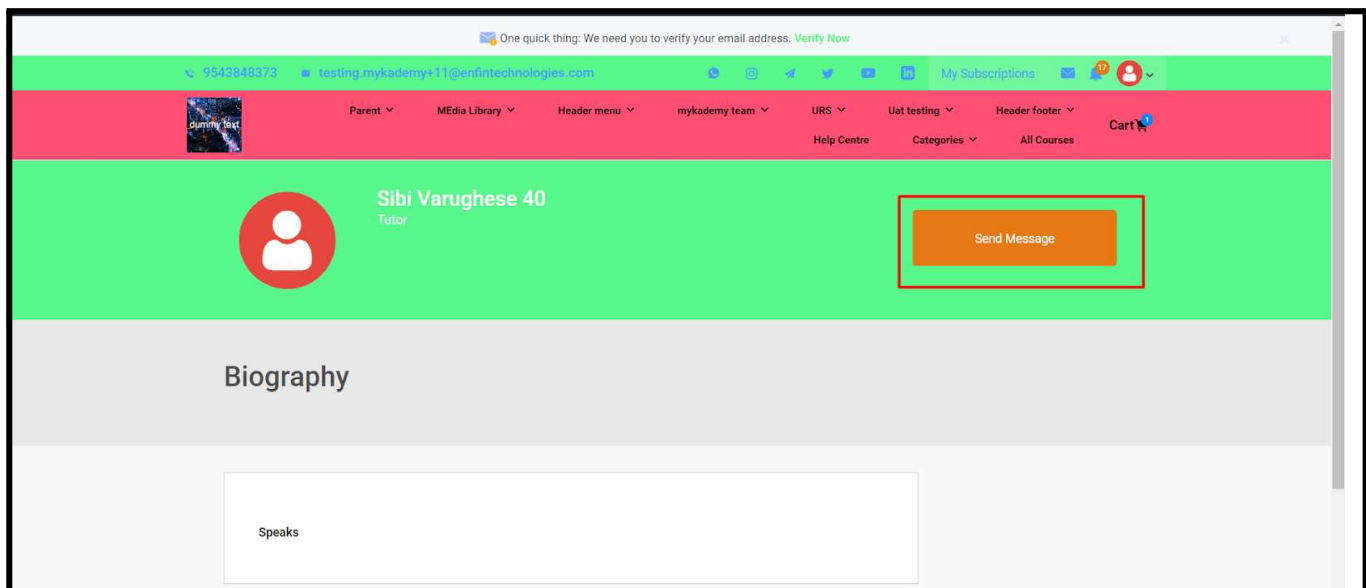 One quick thing: We need you to verify your email address. Verify Now
9543848373 testing.mykademy+11@enfintechnologies.com My Subscriptions 17
dummy text
Parent MEdia Library Header menu mykademy team URS Uat testing Header footer
Help Centre Categories All Courses
Cart 1
Sibi Varughese 40
Tutor
Send Message
Biography
Speaks